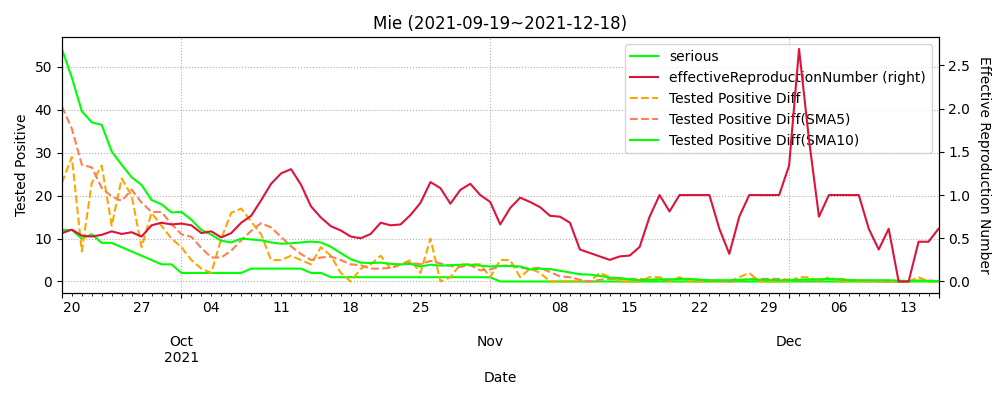 Mie (2021-09-19~2021-12-18)
serious
effectiveReproductionNumber (right)
Tested Positive Diff
Tested Positive Diff(SMA5)
Tested Positive Diff(SMA10)
Tested Positive
50
40
30
20
10
0
Effective Reproduction Number
2.5
2.0
1.5
1.0
0.5
0.0
20 27 04 11 18 25 08 15 22 29 06 13
Oct Nov Dec
2021
Date